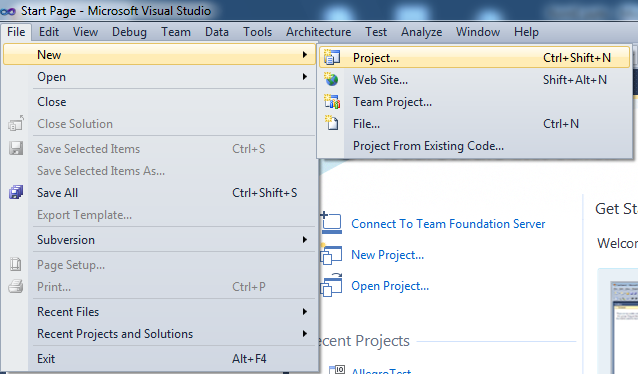 Start Page - Microsoft Visual Studio
File Edit View Debug Team Data Tools Architecture Test Analyze Window Help
New
Project... Ctrl+Shift+N
Open
Web Site... Shift+Alt+N
Close
Team Project...
Close Solution
File... Ctrl+N
Save Selected Items Ctrl+S
Project From Existing Code...
Save Selected Items As...
Save All Ctrl+Shift+S
Export Template...
Subversion
Page Setup...
Print... Ctrl+P
Recent Files
Recent Projects and Solutions
Exit Alt+F4
Connect To Team Foundation Server
New Project...
Open Project...
ecent Projects
AllegroTest
Get St
Welcon